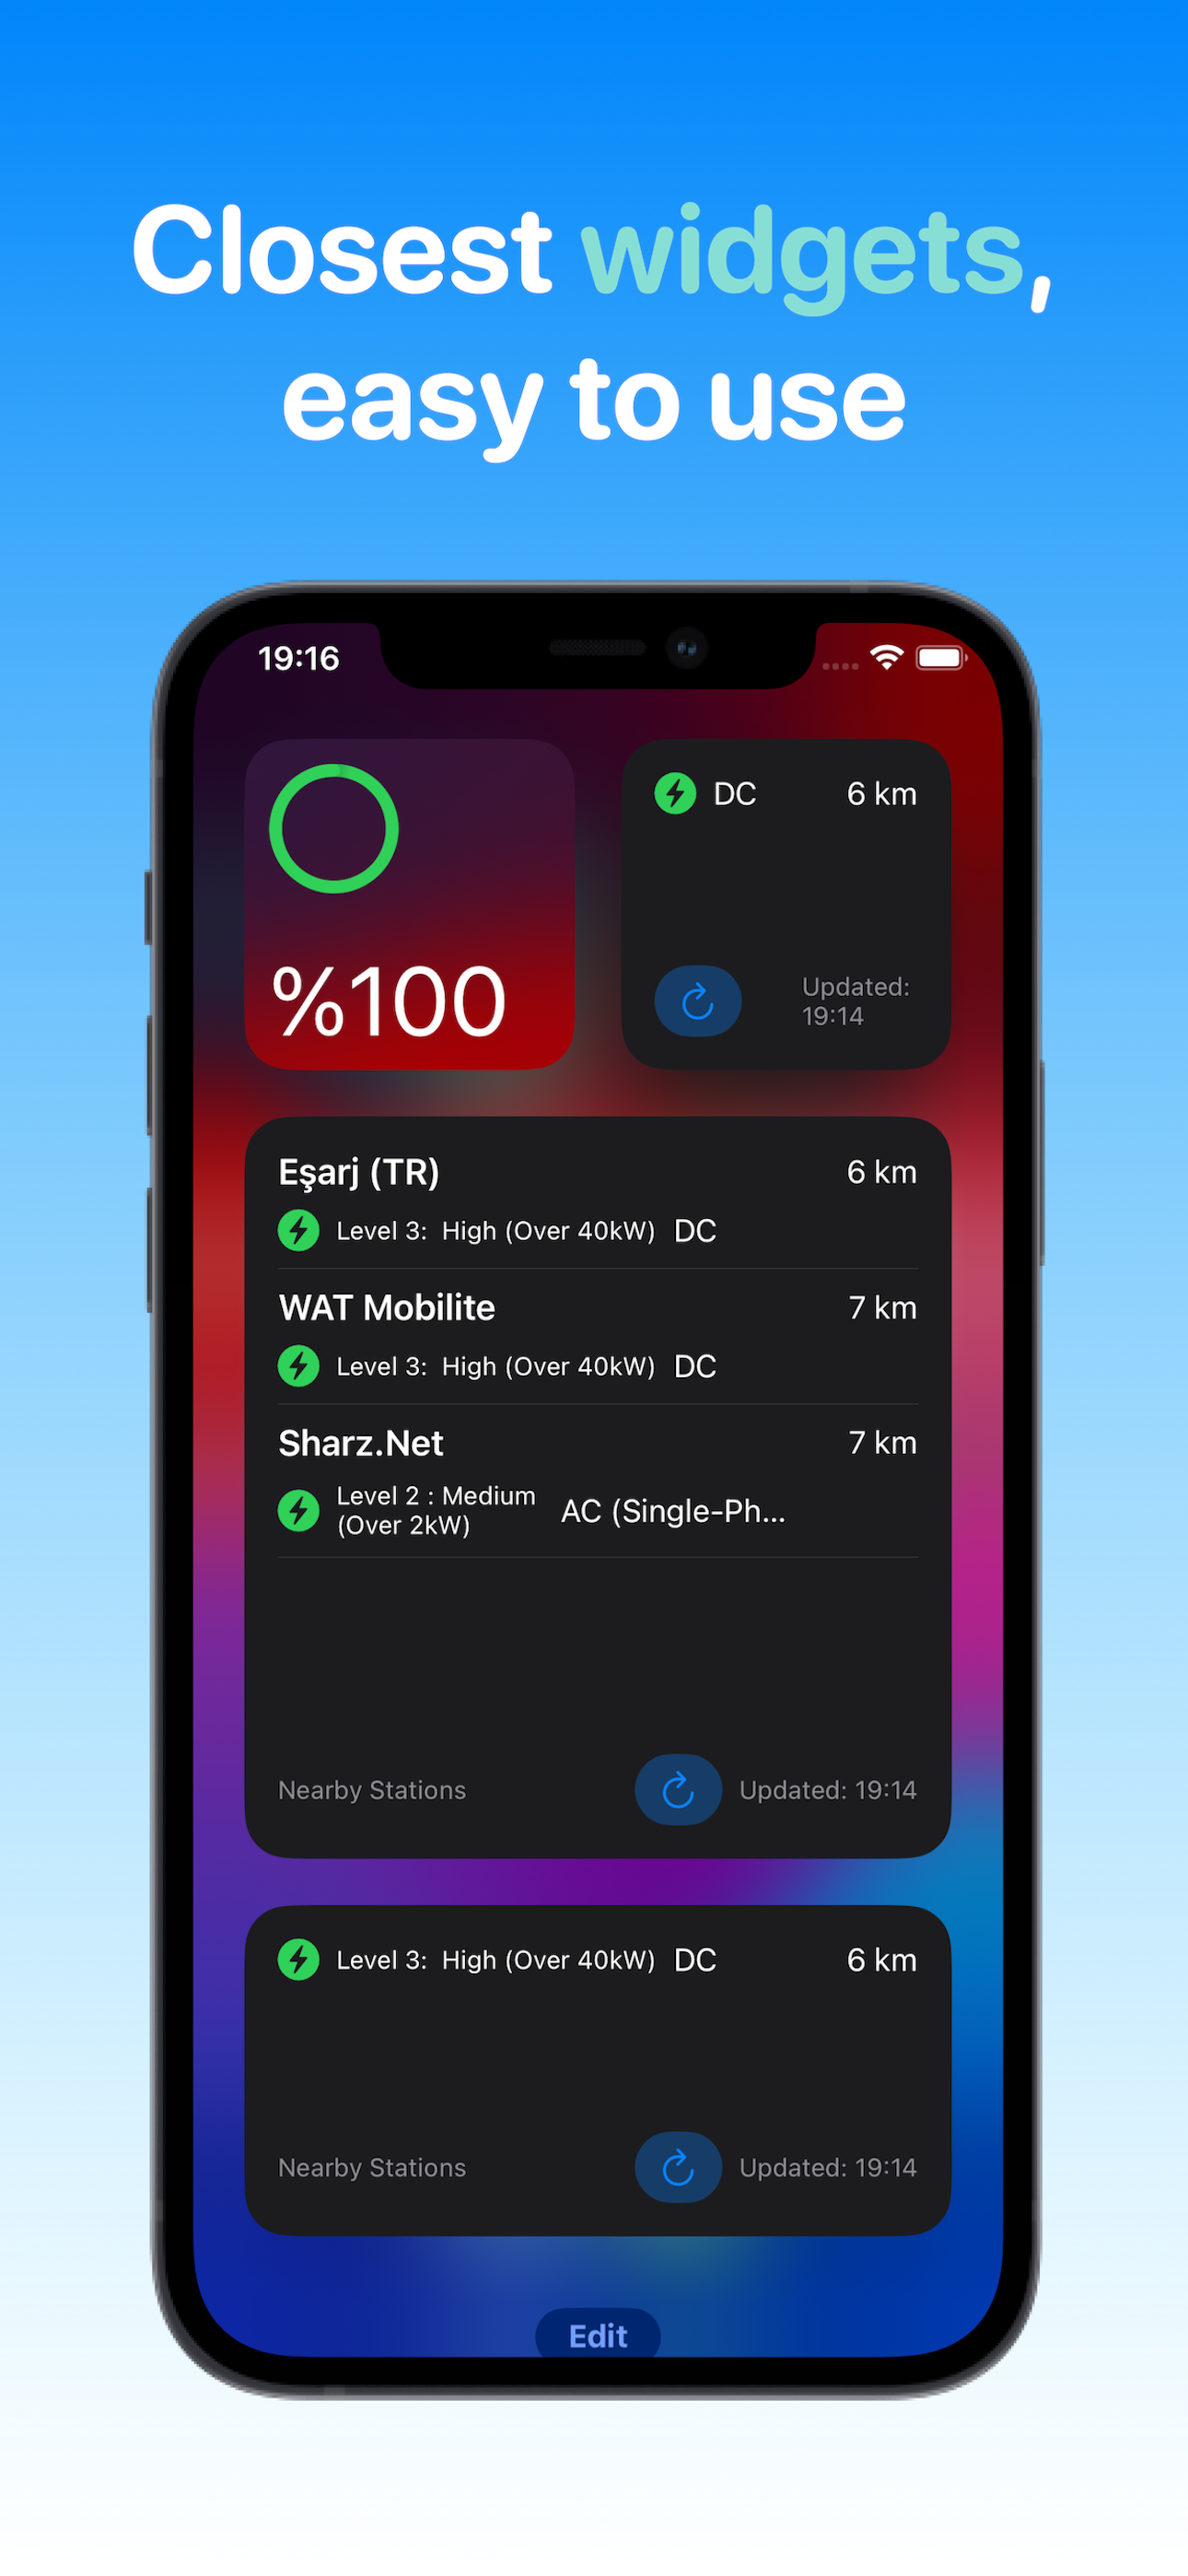 Closest widgets,
easy to use
19:16
%100
DC 6 km
Updated:
19:14
Eşarj (TR) 6 km
Level 3: High (Over 40kW) DC
WAT Mobilite 7 km
Level 3: High (Over 40kW) DC
Sharz.Net 7 km
Level 2 : Medium
(Over 2kW)
AC (Single-Ph...
Nearby Stations Updated: 19:14
Level 3: High (Over 40kW) DC 6 km
Nearby Stations Updated: 19:14
Edit